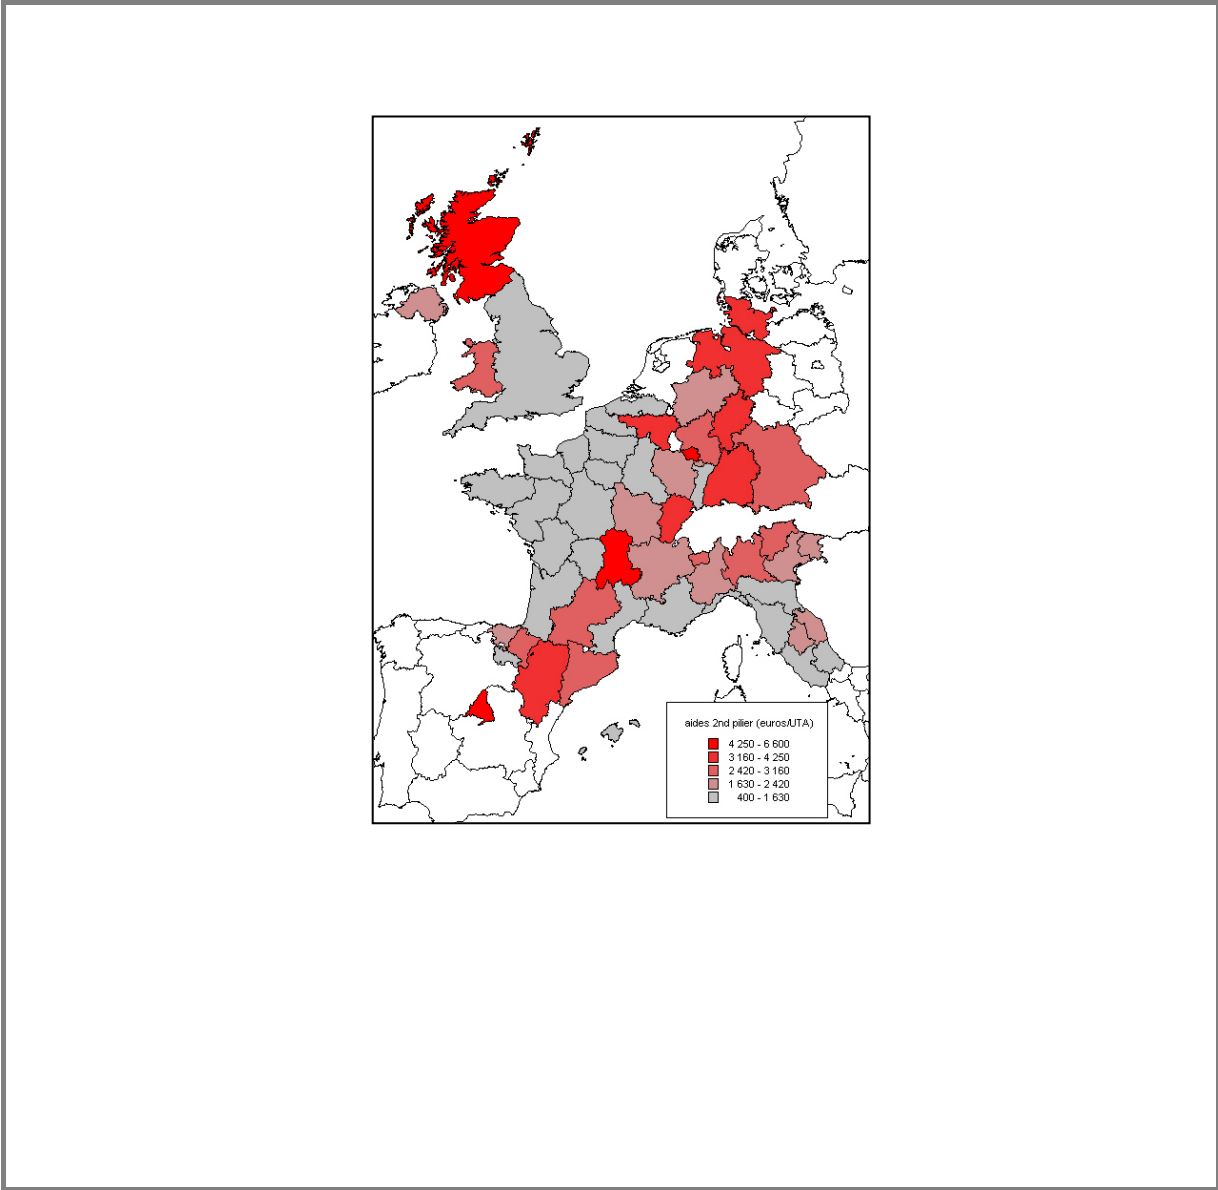 aides 2nd pilier (euros/UTA)
4 250 - 6 600
3 160 - 4 250
2 420 - 3 160
1 630 - 2 420
400 - 1 630